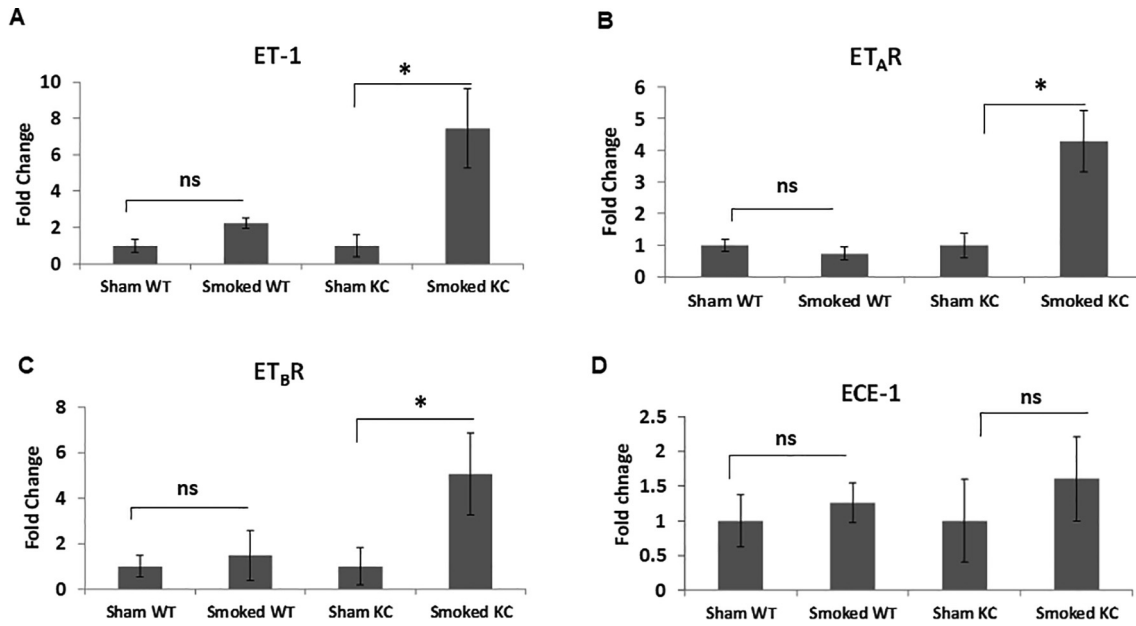 A
ET-1
Fold Change
10
8
6
4
2
0
ns
*
Sham WT Smoked WT Sham KC Smoked KC
B
ETAR
Fold Change
6
5
4
3
2
1
0
ns
*
Sham WT Smoked WT Sham KC Smoked KC
C
ETBR
Fold Change
8
6
4
2
0
ns
*
Sham WT Smoked WT Sham KC Smoked KC
D
ECE-1
Fold chnage
2.5
2
1.5
1
0.5
0
ns
ns
Sham WT Smoked WT Sham KC Smoked KC